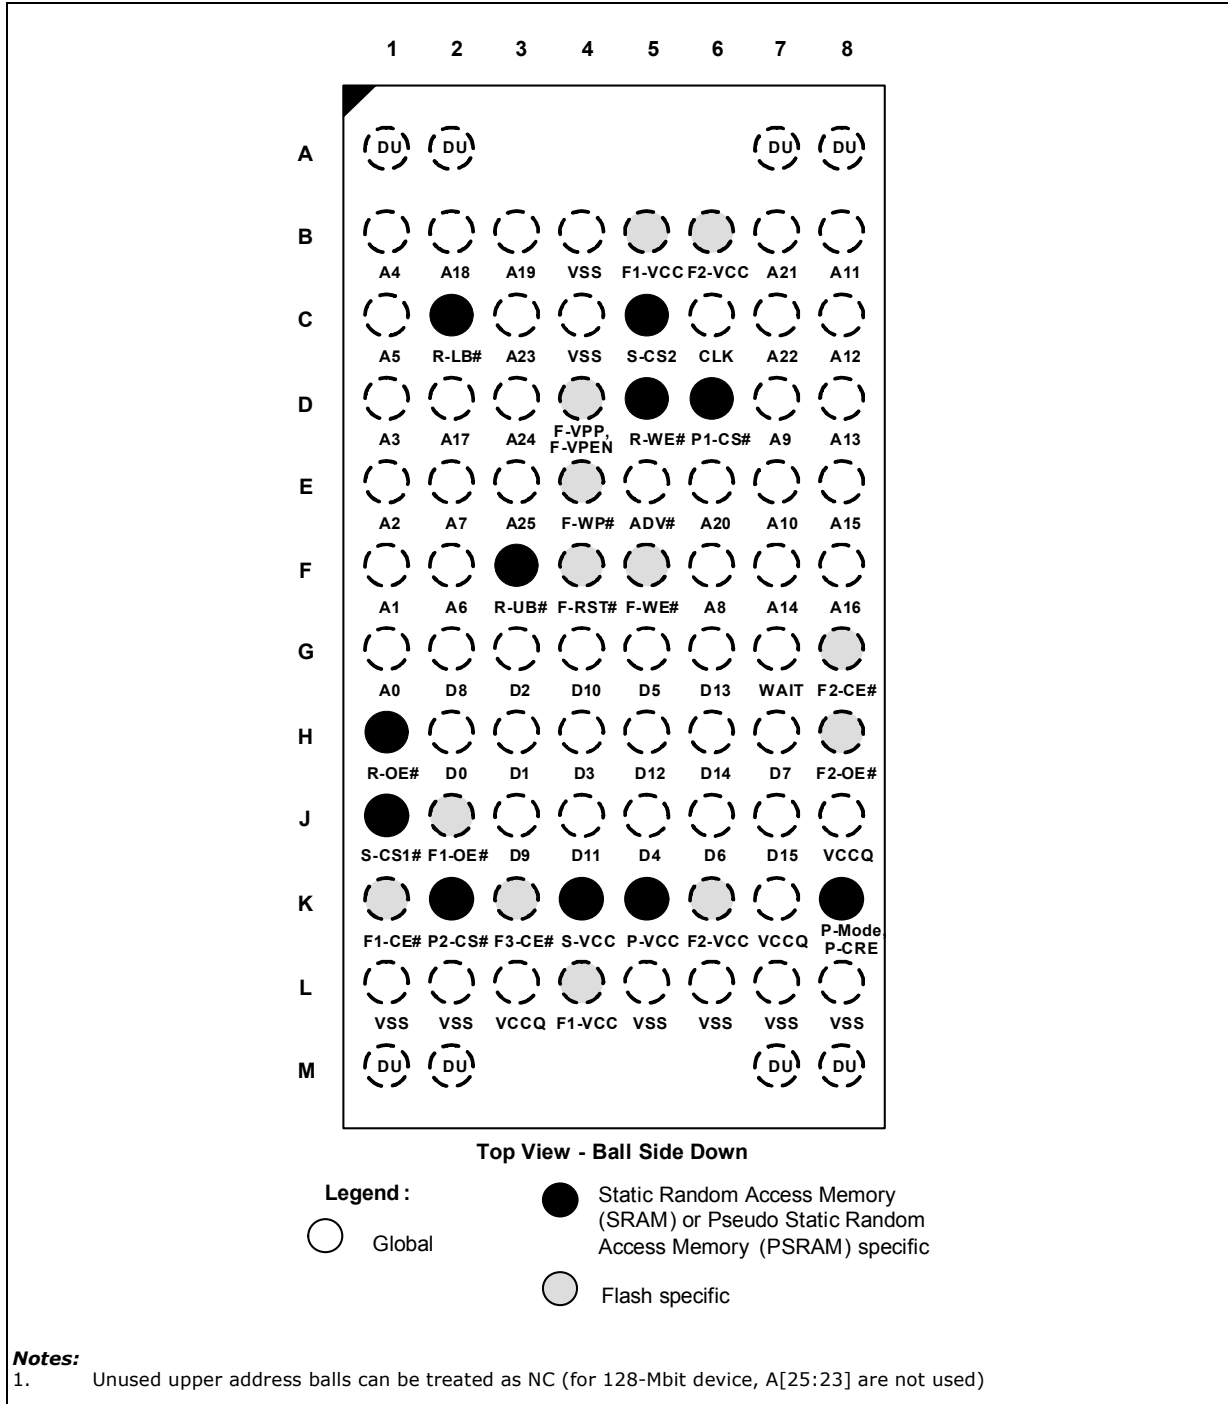 1 2 3 4 5 6 7 8
A DU DU DU DU
B
A4 A18 A19 VSS F1-VCC F2-VCC A21 A11
C
A5 R-LB# A23 VSS S-CS2 CLK A22 A12
D
A3 A17 A24 F-VPP, F-VPEN R-WE# P1-CS# A9 A13
E
A2 A7 A25 F-WP# ADV# A20 A10 A15
F
A1 A6 R-UB# F-RST# F-WE# A8 A14 A16
G
A0 D8 D2 D10 D5 D13 WAIT F2-CE#
H
R-OE# D0 D1 D3 D12 D14 D7 F2-OE#
J
S-CS1# F1-OE# D9 D11 D4 D6 D15 VCCQ
K
F1-CE# P2-CS# F3-CE# S-VCC P-VCC F2-VCC VCCQ P-Mode, P-CRE
L
VSS VSS VCCQ F1-VCC VSS VSS VSS VSS
M DU DU DU DU
Top View - Ball Side Down
Legend :
Global
Static Random Access Memory
(SRAM) or Pseudo Static Random
Access Memory (PSRAM) specific
Flash specific
Notes:
1. Unused upper address balls can be treated as NC (for 128-Mbit device, A[25:23] are not used)